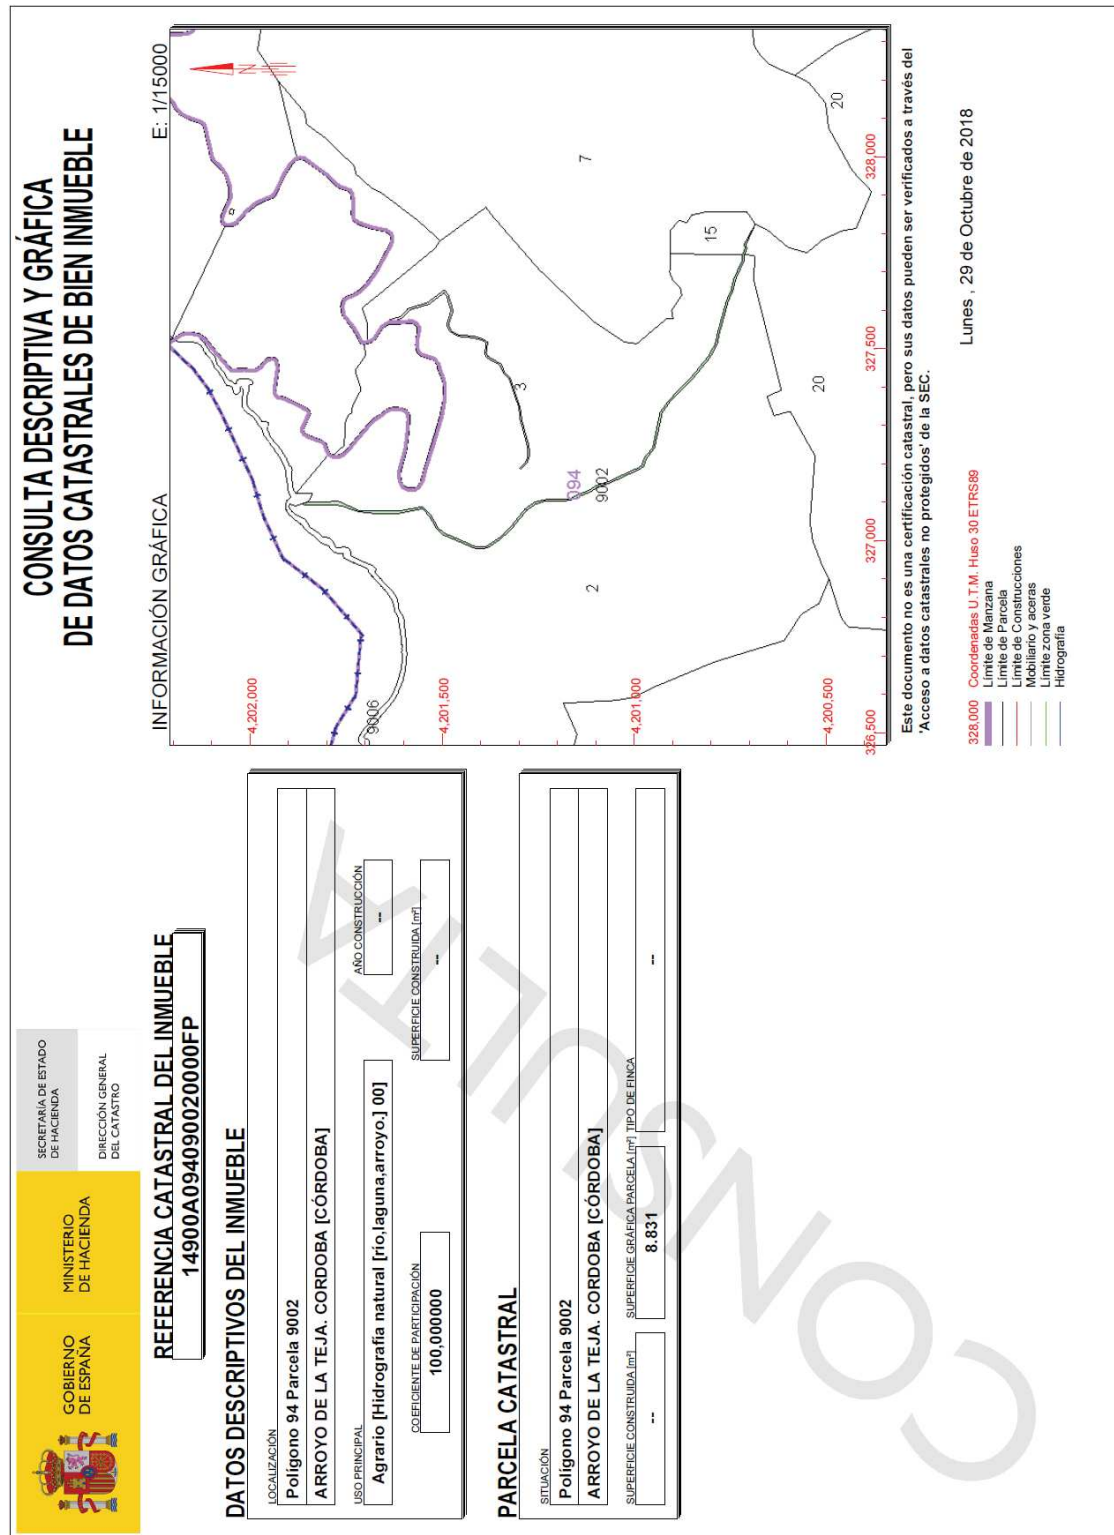 GOBIERNO
DE ESPAÑA
MINISTERIO
DE HACIENDA
SECRETARÍA DE ESTADO
DE HACIENDA
DIRECCIÓN GENERAL
DEL CATASTRO
CONSULTA DESCRIPTIVA Y GRÁFICA
DE DATOS CATASTRALES DE BIEN INMUEBLE
REFERENCIA CATASTRAL DEL INMUEBLE
14900A094090020000FP
DATOS DESCRIPTIVOS DEL INMUEBLE
LOCALIZACIÓN
Polígono 94 Parcela 9002
ARROYO DE LA TEJA. CORDOBA [CÓRDOBA]
USO PRINCIPAL
Agrario [Hidrografía natural [río,laguna,arroyo.] 00]
AÑO CONSTRUCCIÓN
--
COEFICIENTE DE PARTICIPACIÓN
100,000000
SUPERFICIE CONSTRUIDA [m²]
--
PARCELA CATASTRAL
SITUACIÓN
Polígono 94 Parcela 9002
ARROYO DE LA TEJA. CORDOBA [CÓRDOBA]
SUPERFICIE CONSTRUIDA [m²]
--
SUPERFICIE GRÁFICA PARCELA [m²]
8.831
TIPO DE FINCA
--
CONSULTA
INFORMACIÓN GRÁFICA
E: 1/15000
N
4,202,000
4,201,500
4,201,000
4,200,500
326,500
327,000
327,500
328,000
9006
a
7
3
15
094
9002
2
20
20
Este documento no es una certificación catastral, pero sus datos pueden ser verificados a través del
'Acceso a datos catastrales no protegidos' de la SEC.
328,000 Coordenadas U.T.M. Huso 30 ETRS89
Límite de Manzana
Límite de Parcela
Límite de Construcciones
Mobiliario y aceras
Límite zona verde
Hidrografía
Lunes , 29 de Octubre de 2018